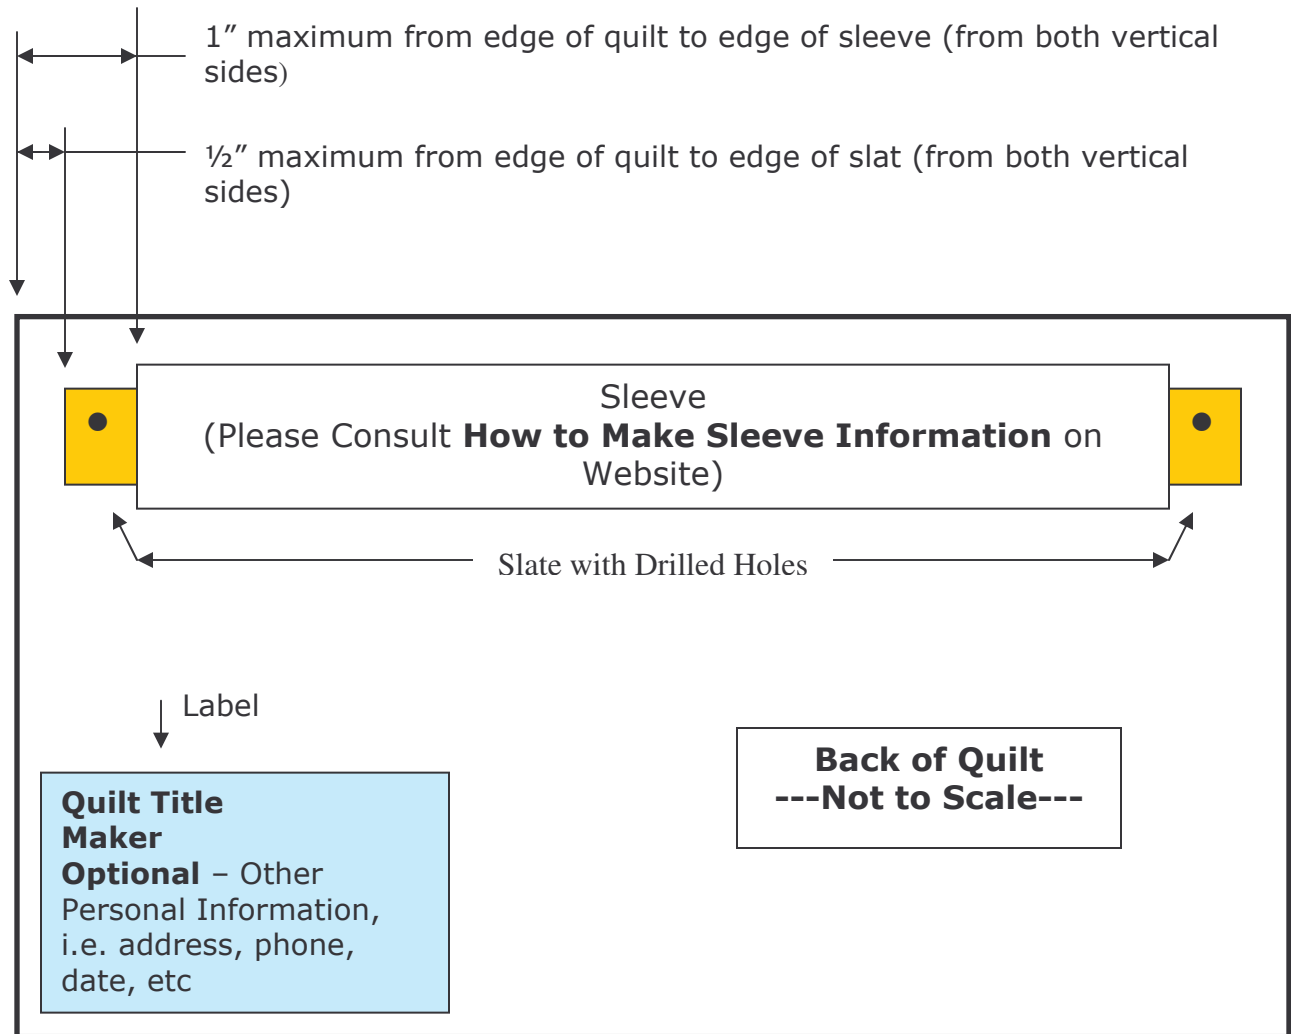 1” maximum from edge of quilt to edge of sleeve (from both vertical
sides)
½” maximum from edge of quilt to edge of slat (from both vertical
sides)
Sleeve
(Please Consult How to Make Sleeve Information on
Website)
Slate with Drilled Holes
Label
Back of Quilt
---Not to Scale---
Quilt Title
Maker
Optional – Other
Personal Information,
i.e. address, phone,
date, etc